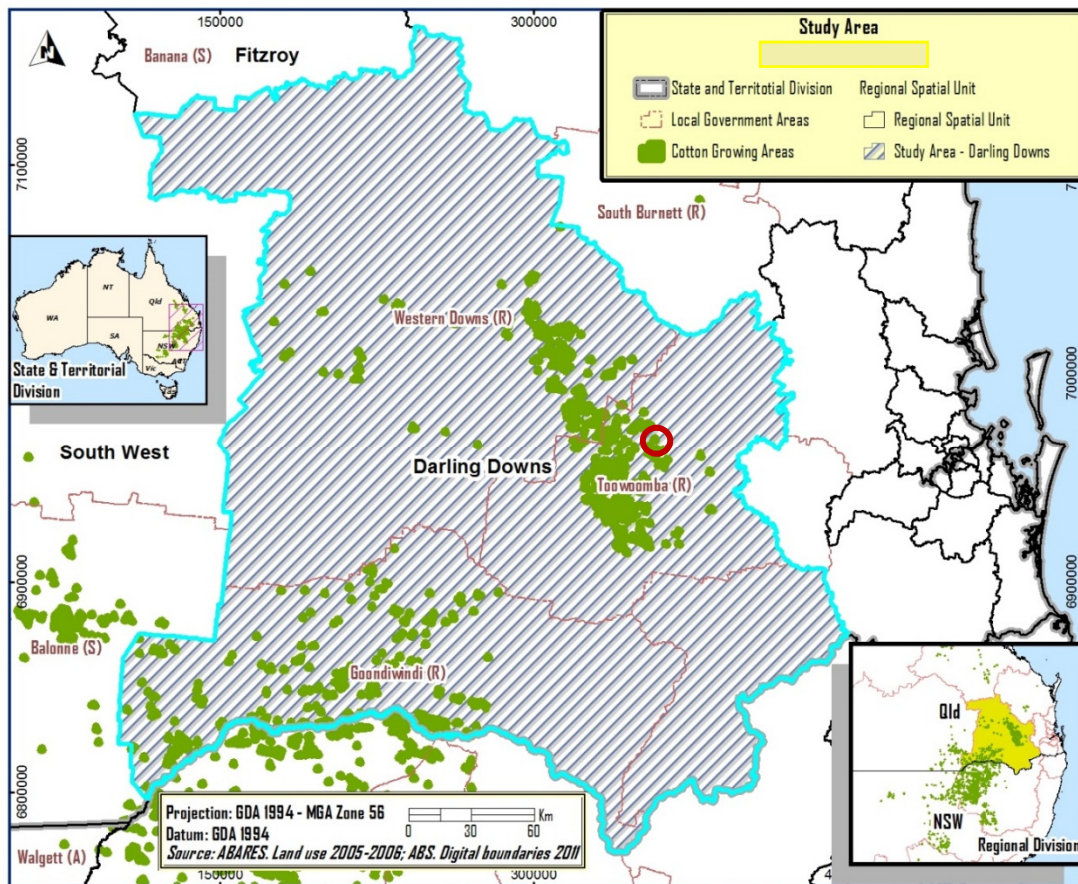 150000
300000
Study Area
State and Territotial Division
Regional Spatial Unit
Local Government Areas
Regional Spatial Unit
Cotton Growing Areas
Study Area - Darling Downs
N
Banana (S)
Fitzroy
7100000
South Burnett (R)
NT
Qld
WA
SA
NSW
Vic
State & Territorial
Division
Western Downs (R)
7000000
South West
Darling Downs
Toowoomba (R)
6900000
6900000
Balonne (S)
Goondiwindi (R)
Qld
NSW
Regional Division
6800000
Projection: GDA 1994 - MGA Zone 56
Datum: GDA 1994
0 30 60 Km
Source: ABARES. Land use 2005-2006; ABS. Digital boundaries 2011
Walgett (A)
150000
300000